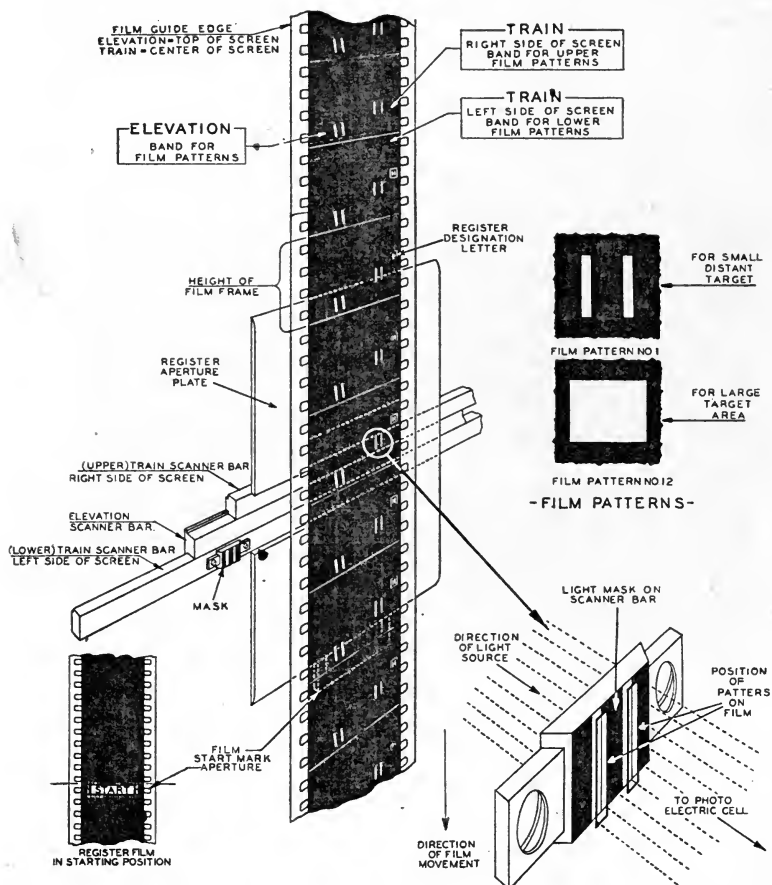 FILM GUIDE EDGE
ELEVATION=TOP OF SCREEN
TRAIN=CENTER OF SCREEN
TRAIN
RIGHT SIDE OF SCREEN
BAND FOR UPPER
FILM PATTERNS
TRAIN
LEFT SIDE OF SCREEN
BAND FOR LOWER
FILM PATTERNS
ELEVATION
BAND FOR
FILM PATTERNS
REGISTER
DESIGNATION
LETTER
HEIGHT OF
FILM FRAME
FOR SMALL
DISTANT
TARGET
FILM PATTERN NO 1
REGISTER
APERTURE
PLATE
FOR LARGE
TARGET
AREA
FILM PATTERN NO 12
-FILM PATTERNS-
(UPPER) TRAIN SCANNER BAR
RIGHT SIDE OF SCREEN
ELEVATION
SCANNER BAR.
(LOWER) TRAIN SCANNER BAR
LEFT SIDE OF SCREEN
MASK
LIGHT MASK ON
SCANNER BAR
DIRECTION
OF LIGHT
SOURCE
POSITION
OF
PATTERS
ON
FILM
FILM
START MARK
APERTURE
START
REGISTER FILM
IN STARTING POSITION
DIRECTION
OF FILM
MOVEMENT
TO PHOTO
ELECTRIC CELL